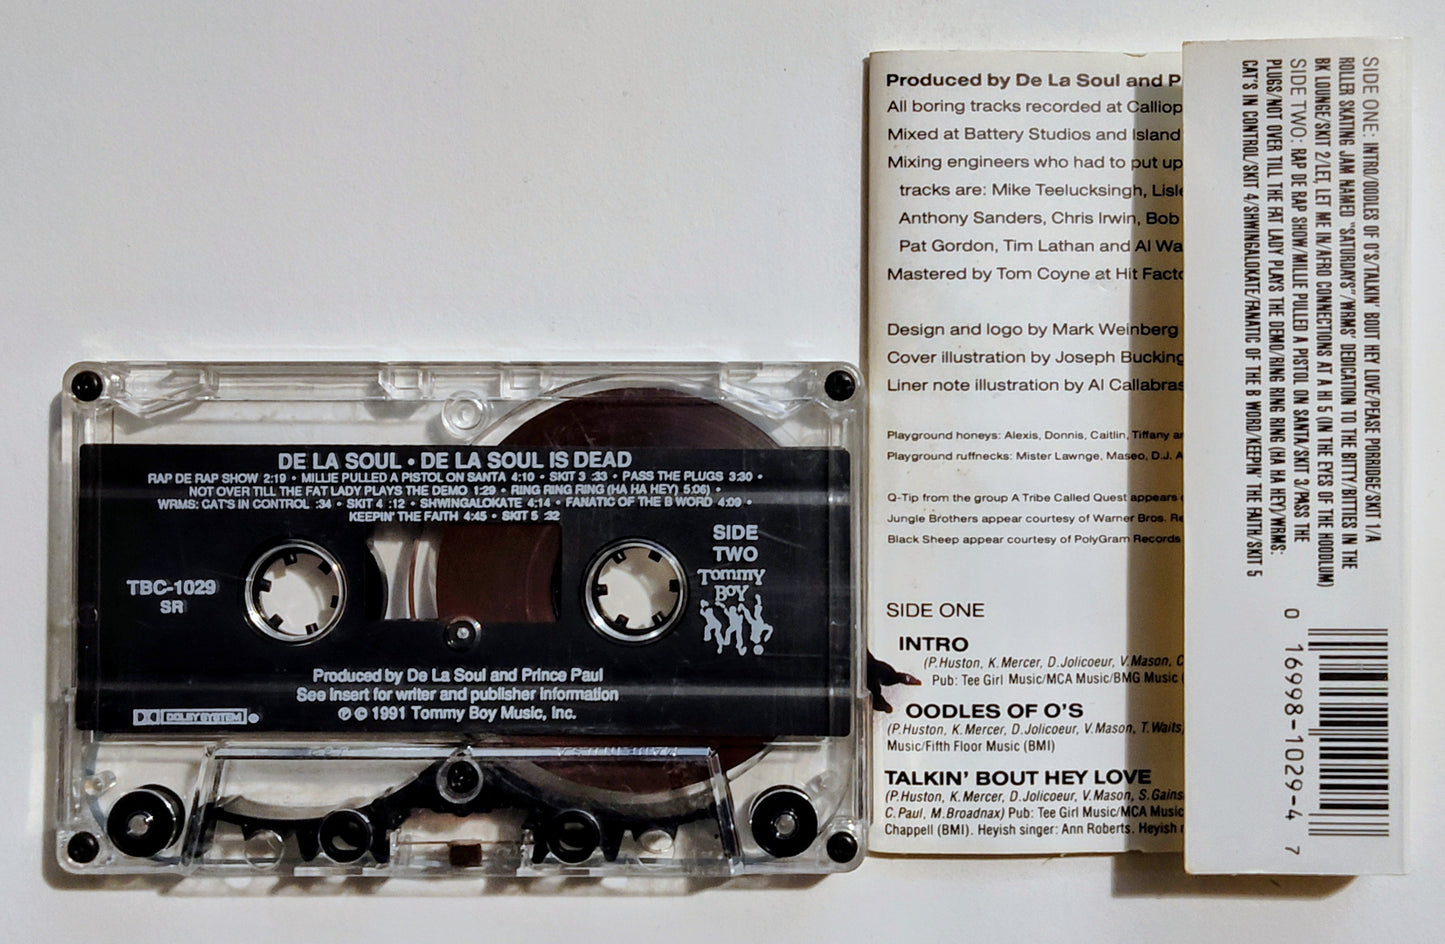 DE LA SOUL • DE LA SOUL IS DEAD
RAP DE RAP SHOW 2:19 • MILLIE PULLED A PISTOL ON SANTA 4:10 • SKIT 3 :33 • PASS THE PLUGS 3:30 •
NOT OVER TILL THE FAT LADY PLAYS THE DEMO 1:29 • RING RING RING (HA HA HEY) 5:06) •
WRMS: CAT'S IN CONTROL :34 • SKIT 4 :12 • SHWINGALOKATE 4:14 • FANATIC OF THE B WORD 4:09 •
KEEPIN' THE FAITH 4:45 • SKIT 5 :32
SIDE
TWO
TBC-1029
SR
Tommy
BOY
Produced by De La Soul and Prince Paul
See insert for writer and publisher information
℗ © 1991 Tommy Boy Music, Inc.
DOLBY SYSTEM
Produced by De La Soul and P
All boring tracks recorded at Calliop
Mixed at Battery Studios and Island
Mixing engineers who had to put up
tracks are: Mike Teelucksingh, Lisle
Anthony Sanders, Chris Irwin, Bob
Pat Gordon, Tim Lathan and Al Wa
Mastered by Tom Coyne at Hit Facto
Design and logo by Mark Weinberg
Cover illustration by Joseph Bucking
Liner note illustration by Al Callabras
Playground honeys: Alexis, Donnis, Caitlin, Tiffany an
Playground ruffnecks: Mister Lawnge, Maseo, D.J. A
Q-Tip from the group A Tribe Called Quest appears
Jungle Brothers appear courtesy of Warner Bros. Re
Black Sheep appear courtesy of PolyGram Records
SIDE ONE
INTRO
(P. Huston, K. Mercer, D. Jolicoeur, V. Mason, C
Pub: Tee Girl Music/MCA Music/BMG Music (
OODLES OF O'S
(P. Huston, K. Mercer, D. Jolicoeur, V. Mason, T. Waits
Music/Fifth Floor Music (BMI)
TALKIN' BOUT HEY LOVE
(P. Huston, K. Mercer, D. Jolicoeur, V. Mason, S. Gains
C. Paul, M. Broadnax) Pub: Tee Girl Music/MCA Music
Chappell (BMI). Heyish singer: Ann Roberts. Heyish
SIDE ONE: INTRO/OODLES OF O'S/TALKIN' BOUT HEY LOVE/PEASE PORRIDGE/SKIT 1/A
ROLLER SKATING JAM NAMED "SATURDAYS"/WRMS' DEDICATION TO THE BITTY/BITTIES IN THE
BK LOUNGE/SKIT 2/LET, LET ME IN/AFRO CONNECTIONS AT A HI 5 (IN THE EYES OF THE HOODLUM)
SIDE TWO: RAP DE RAP SHOW/MILLIE PULLED A PISTOL ON SANTA/SKIT 3/PASS THE
PLUGS/NOT OVER TILL THE FAT LADY PLAYS THE DEMO/RING RING RING (HA HA HEY)/WRMS:
CAT'S IN CONTROL/SKIT 4/SHWINGALOKATE/FANATIC OF THE B WORD/KEEPIN' THE FAITH/SKIT 5
0 16998-1029-4 7